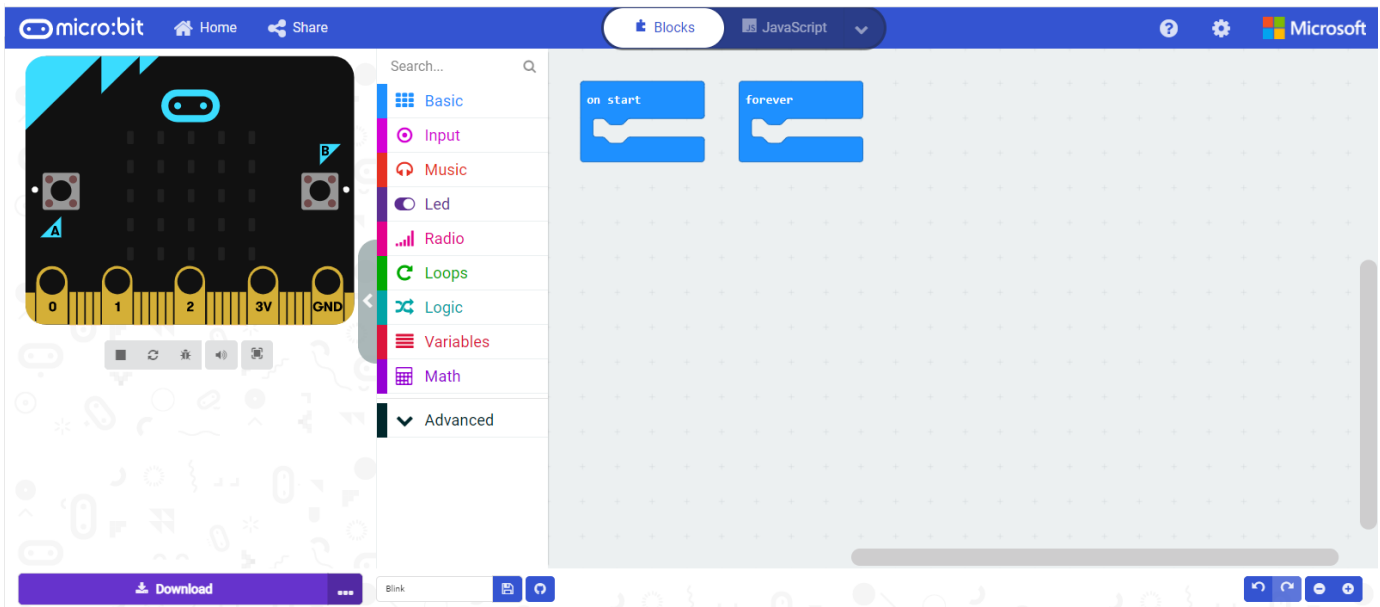 micro:bit Home Share Blocks JS JavaScript ? Microsoft
Search...
Basic
Input
Music
Led
Radio
Loops
Logic
Variables
Math
Advanced
on start
forever
B
A
0 1 2 3V GND
Download ...
Blink